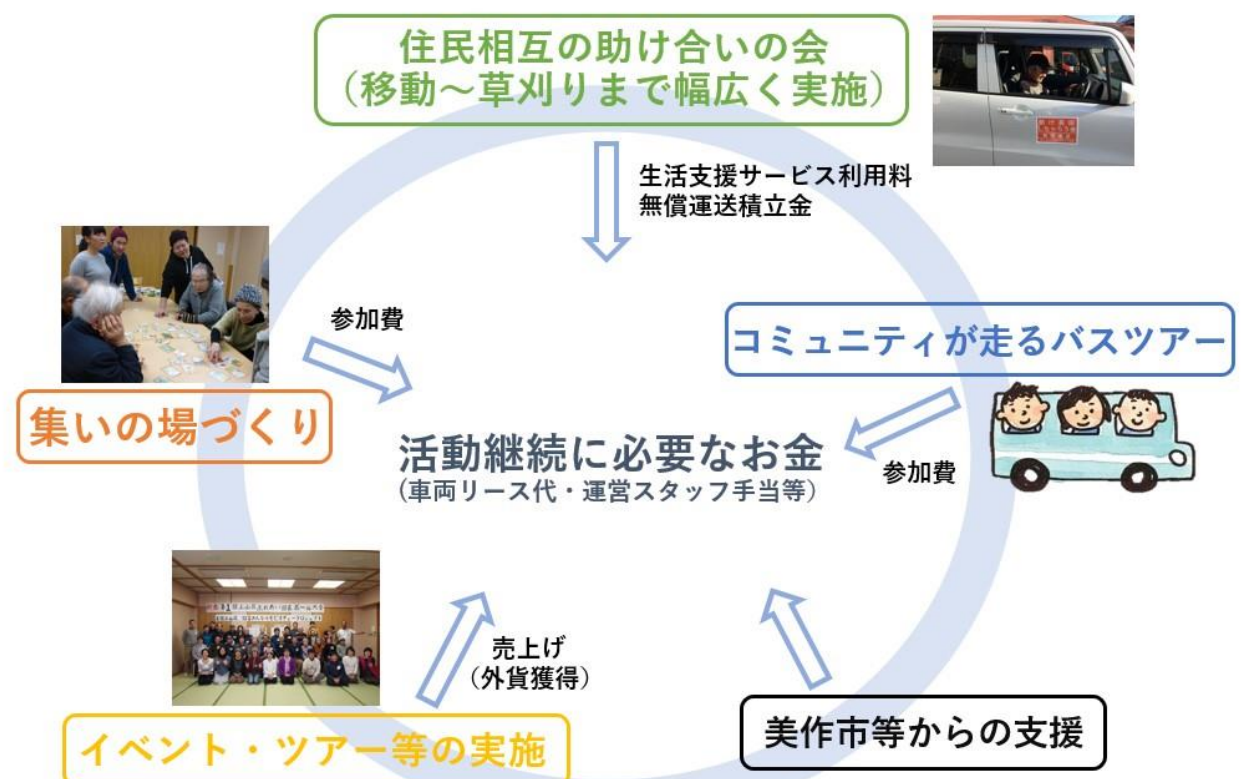 住民相互の助け合いの会
（移動～草刈りまで幅広く実施）
生活支援サービス利用料
無償運送積立金
参加費
コミュニティが走るバスツアー
集いの場づくり
活動継続に必要なお金
(車両リース代・運営スタッフ手当等）
参加費
売上げ
（外貨獲得）
イベント・ツアー等の実施
美作市等からの支援